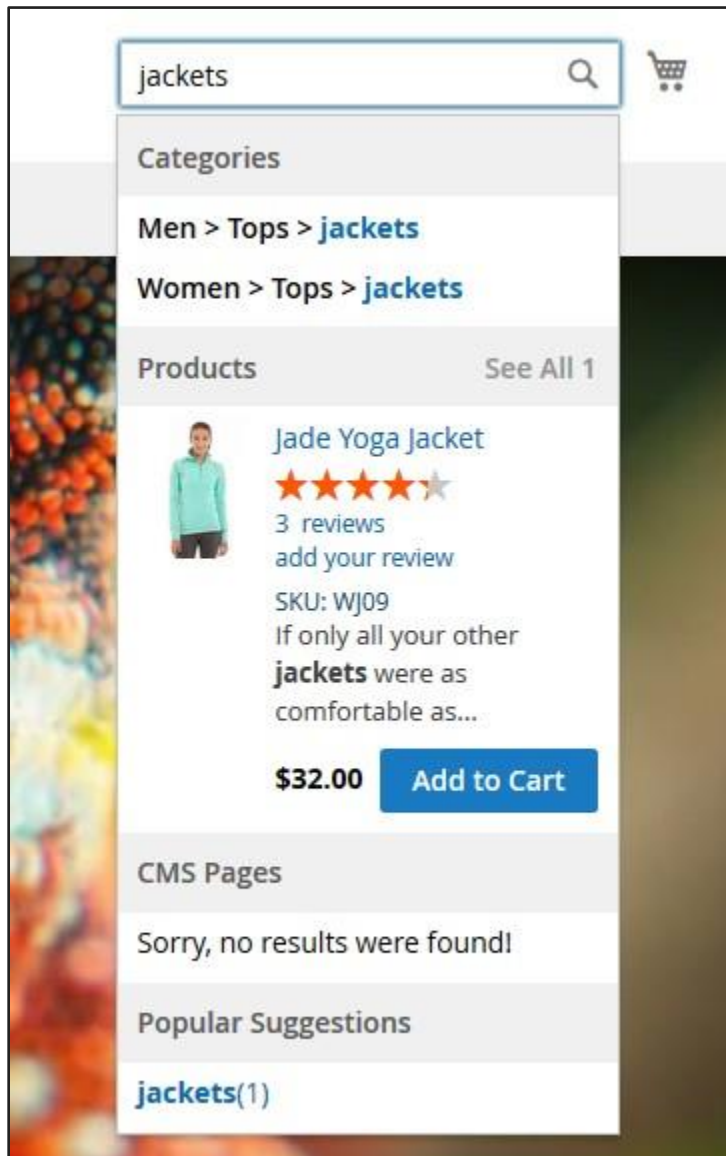 jackets
Categories
Men > Tops > jackets
Women > Tops > jackets
Products See All 1
Jade Yoga Jacket
3 reviews
add your review
SKU: WJ09
If only all your other
jackets were as
comfortable as...
$32.00 Add to Cart
CMS Pages
Sorry, no results were found!
Popular Suggestions
jackets(1)